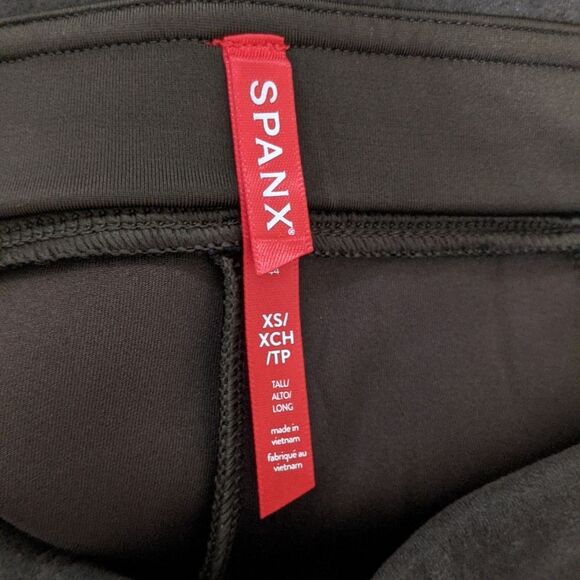 SPANX®
XS/
XCH
/TP
TALL/
ALTO/
LONG
made in
vietnam
fabriqué au
vietnam